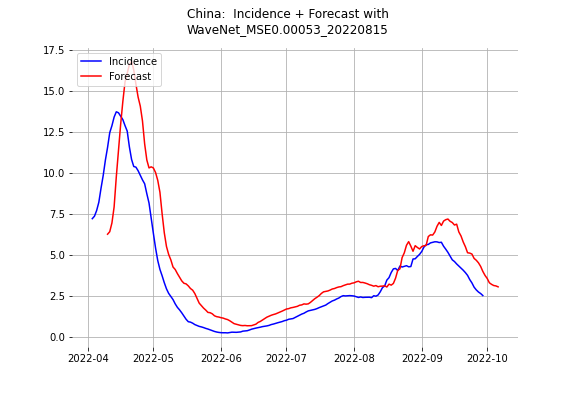 China:  Incidence + Forecast with
WaveNet_MSE0.00053_20220815
17.5
15.0
12.5
10.0
7.5
5.0
2.5
0.0
Incidence
Forecast
2022-04 2022-05 2022-06 2022-07 2022-08 2022-09 2022-10